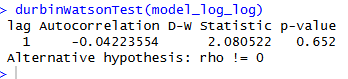 > durbinWatsonTest(model_log_log)
 lag Autocorrelation D-W Statistic p-value
   1     -0.04223554      2.080522   0.652
 Alternative hypothesis: rho != 0
>